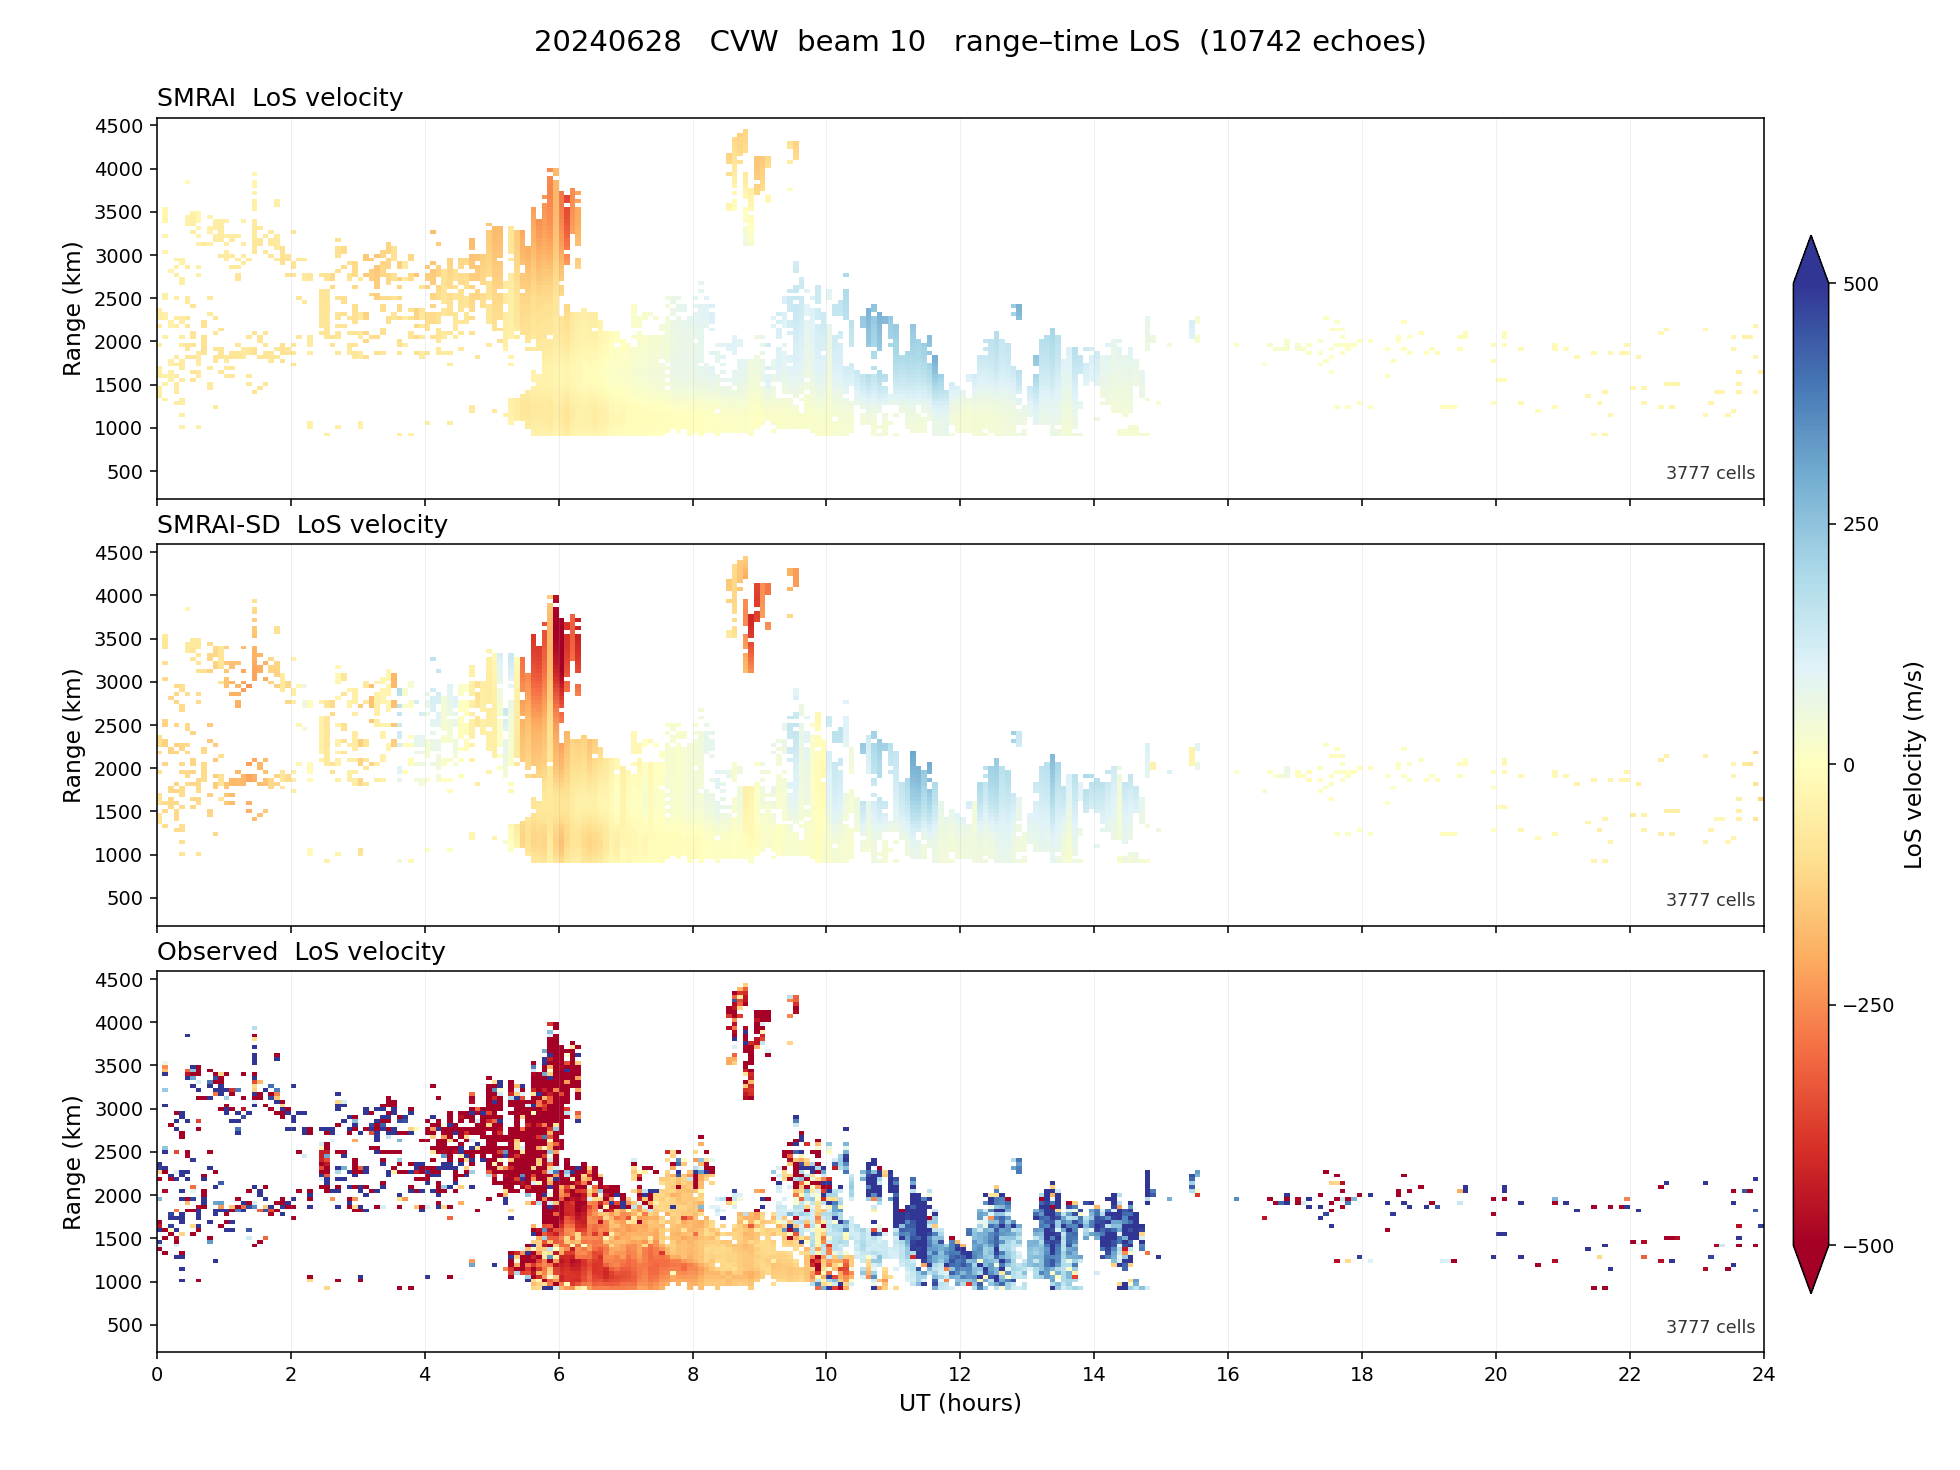 20240628   CVW  beam 10   range–time LoS  (10742 echoes)
SMRAI  LoS velocity
4500
4000
3500
3000
2500
2000
1500
1000
500
Range (km)
3777 cells
SMRAI-SD  LoS velocity
4500
4000
3500
3000
2500
2000
1500
1000
500
Range (km)
3777 cells
Observed  LoS velocity
4500
4000
3500
3000
2500
2000
1500
1000
500
Range (km)
3777 cells
0 2 4 6 8 10 12 14 16 18 20 22 24
UT (hours)
500
250
0
−250
−500
LoS velocity (m/s)